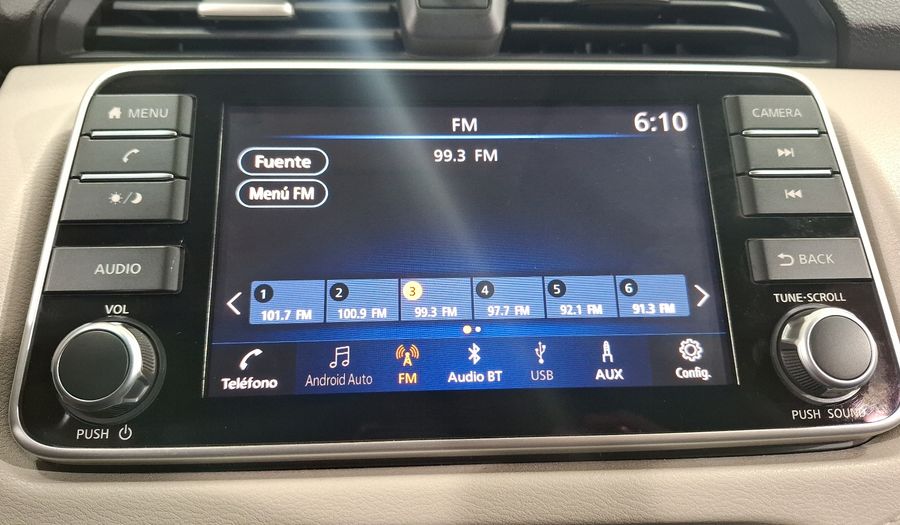 MENU
AUDIO
VOL
PUSH
FM
6:10
99.3 FM
Fuente
Menú FM
1 2 3 4 5 6
101.7 FM 100.9 FM 99.3 FM 97.7 FM 92.1 FM 91.3 FM
Teléfono Android Auto FM Audio BT USB AUX Config.
CAMERA
BACK
TUNE-SCROLL
PUSH SOUND